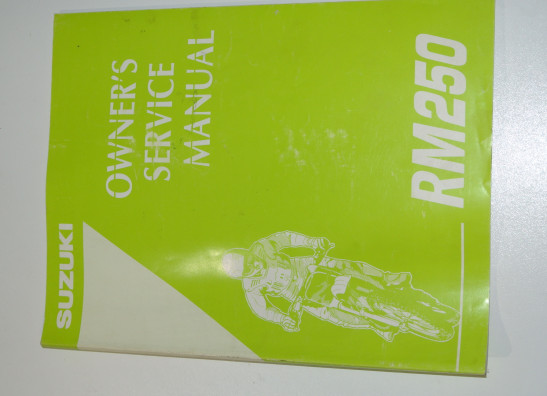 SUZUKI
OWNER'S
SERVICE
MANUAL
RM250